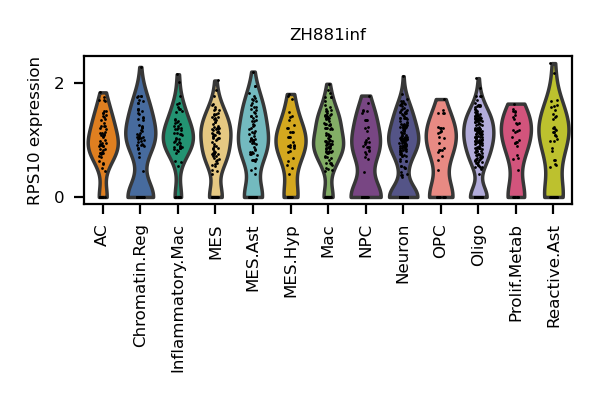 ZH881inf
RPS10 expression
2
0
AC
Chromatin.Reg
Inflammatory.Mac
MES
MES.Ast
MES.Hyp
Mac
NPC
Neuron
OPC
Oligo
Prolif.Metab
Reactive.Ast